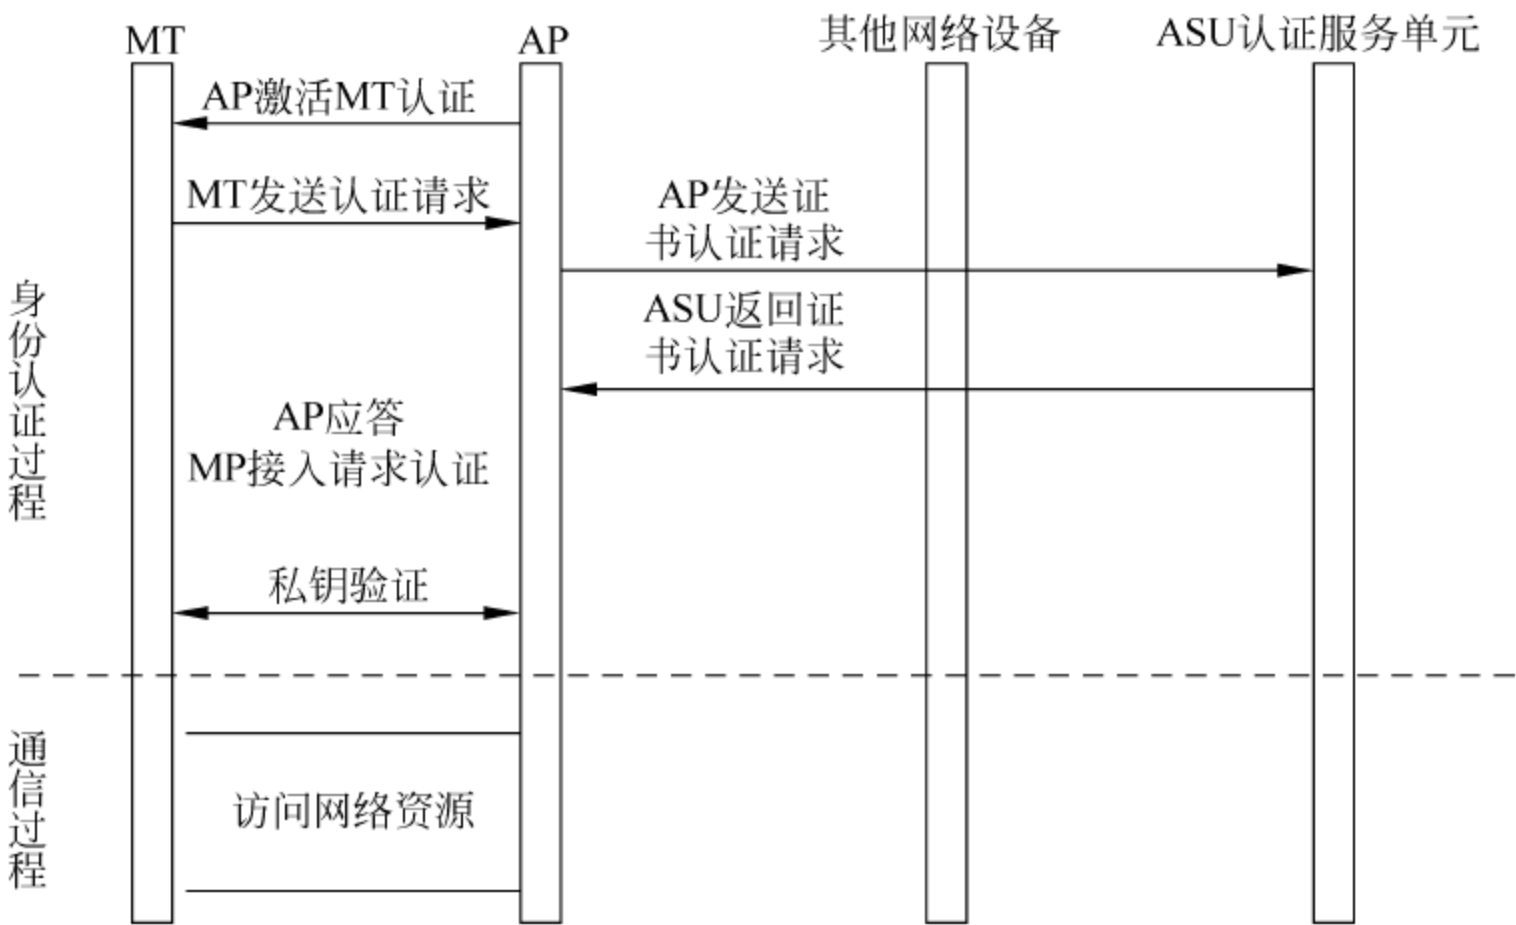 MT
AP
其他网络设备
ASU认证服务单元
AP激活MT认证
MT发送认证请求
AP发送证
书认证请求
ASU返回证
书认证请求
身份认证过程
AP应答
MP接入请求认证
私钥验证
通信过程
访问网络资源